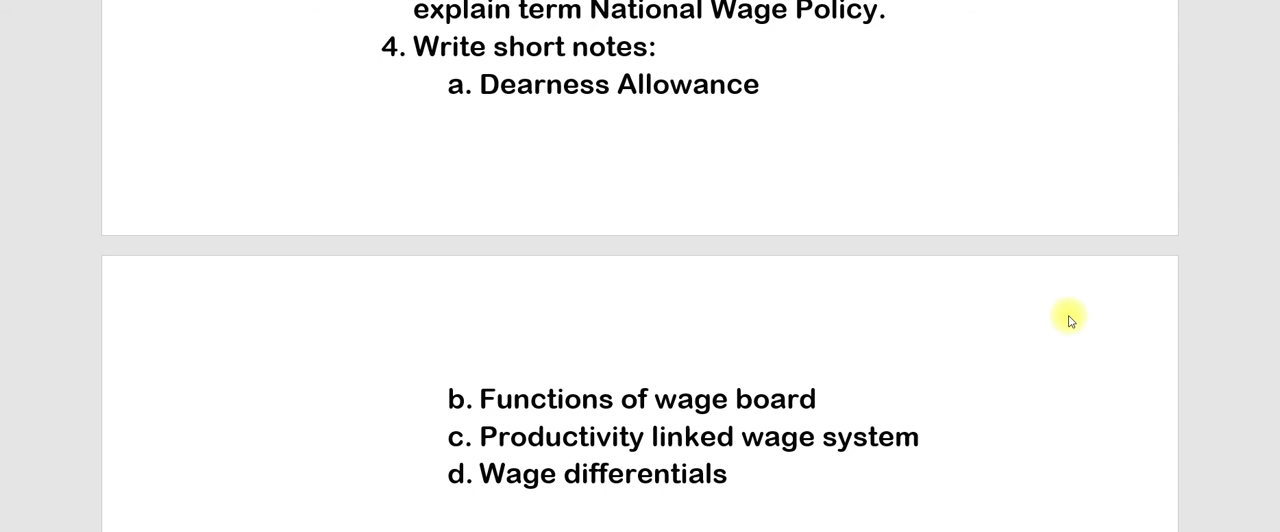 explain term National Wage Policy.
4. Write short notes:
a. Dearness Allowance
b. Functions of wage board
c. Productivity linked wage system
d. Wage differentials